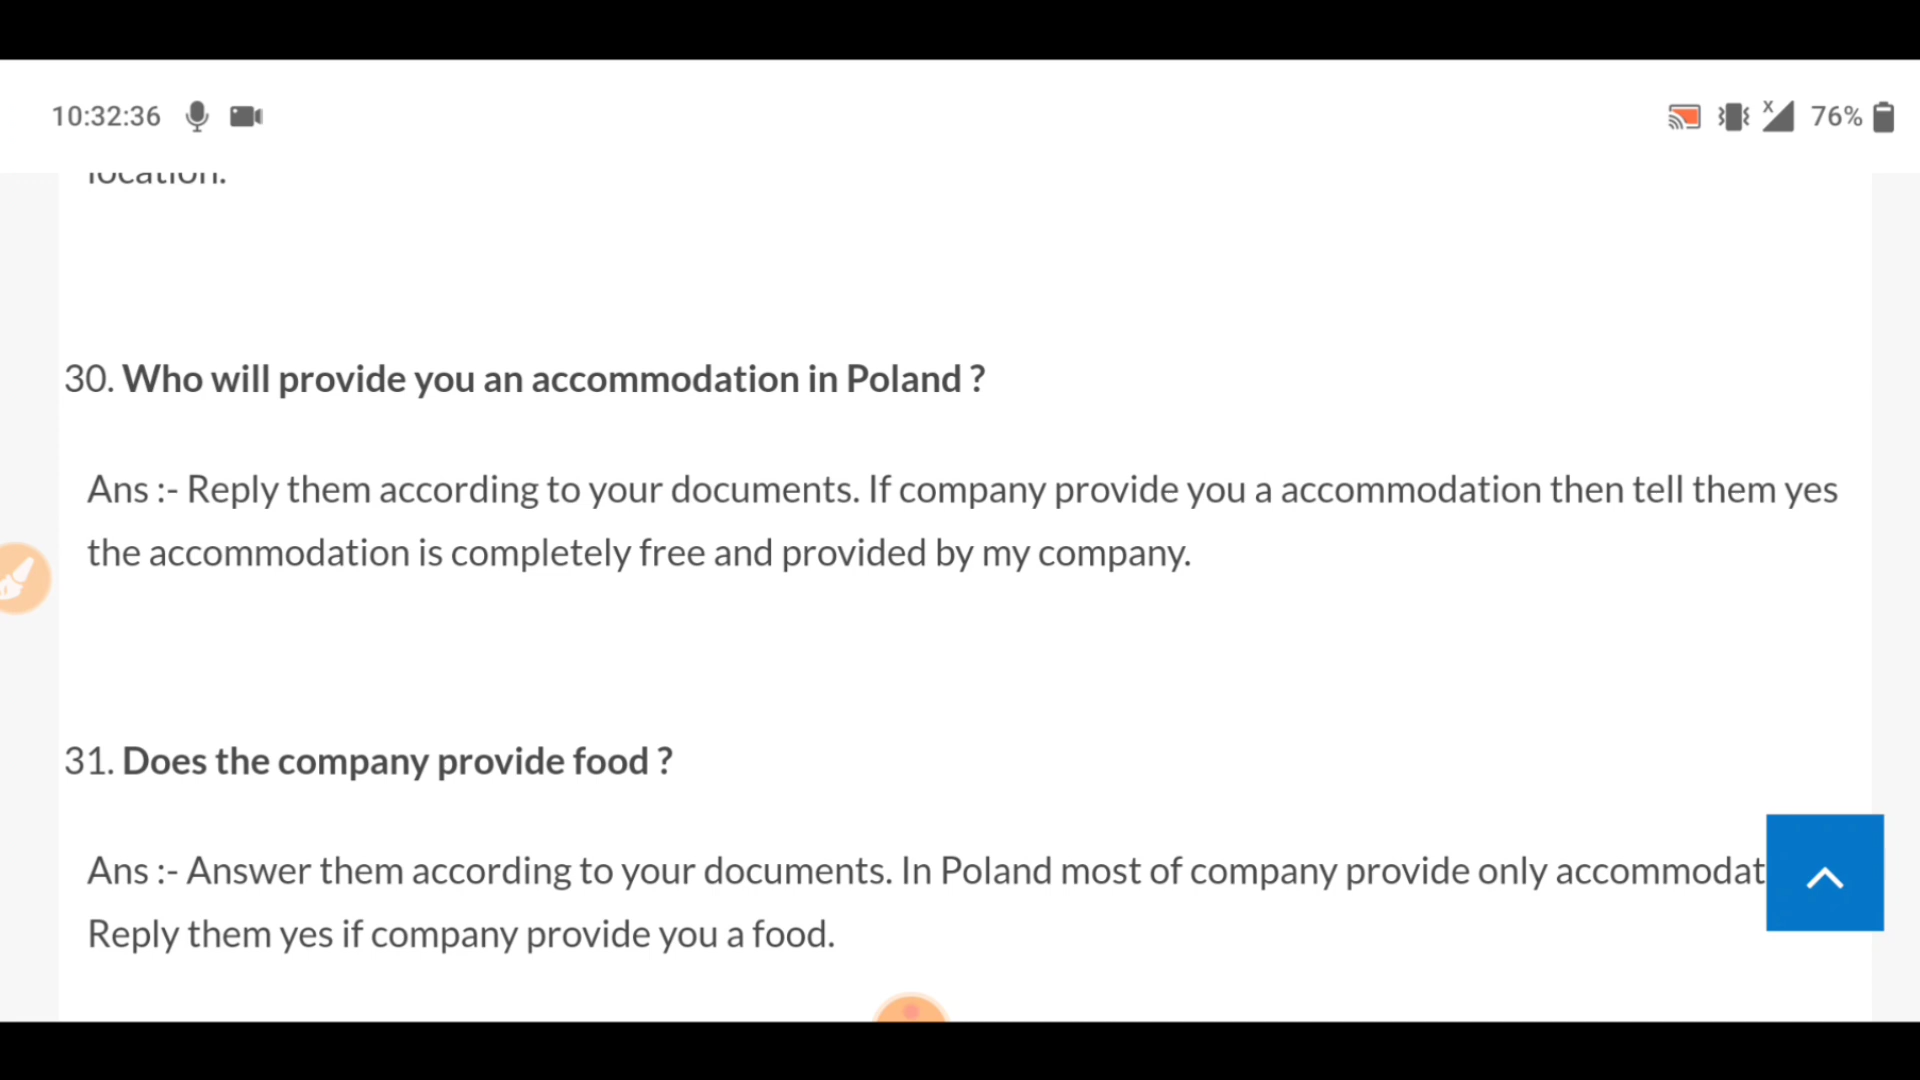 10:32:36
x
76%
location.
30. Who will provide you an accommodation in Poland ?
Ans :- Reply them according to your documents. If company provide you a accommodation then tell them yes
the accommodation is completely free and provided by my company.
31. Does the company provide food ?
Ans :- Answer them according to your documents. In Poland most of company provide only accommodat
Reply them yes if company provide you a food.